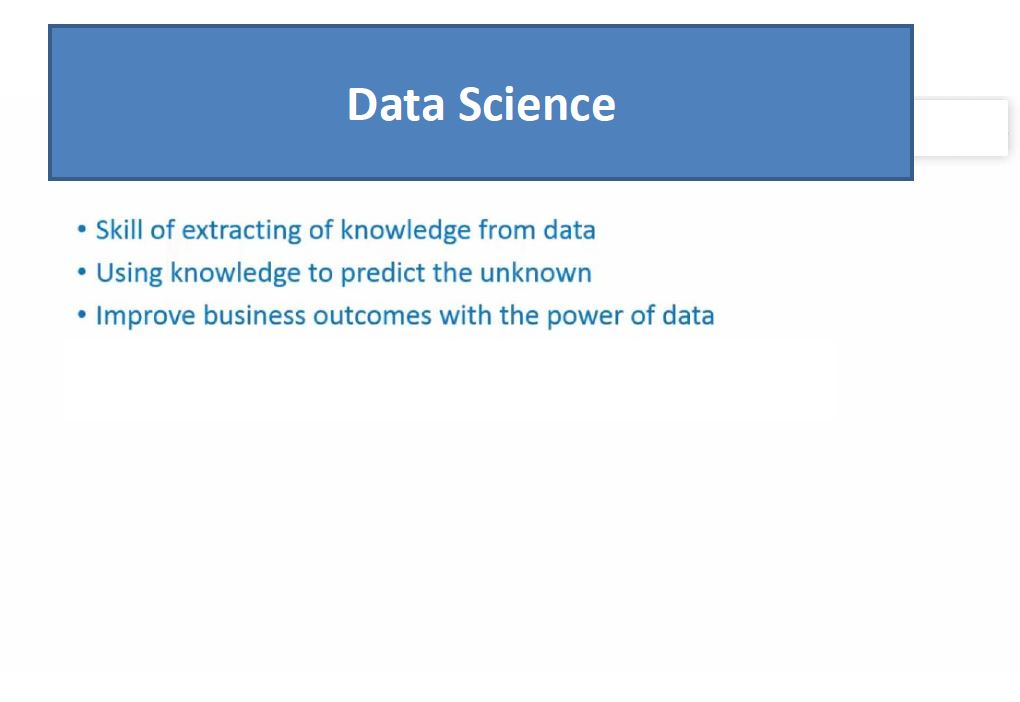 Data Science
• Skill of extracting of knowledge from data
• Using knowledge to predict the unknown
• Improve business outcomes with the power of data